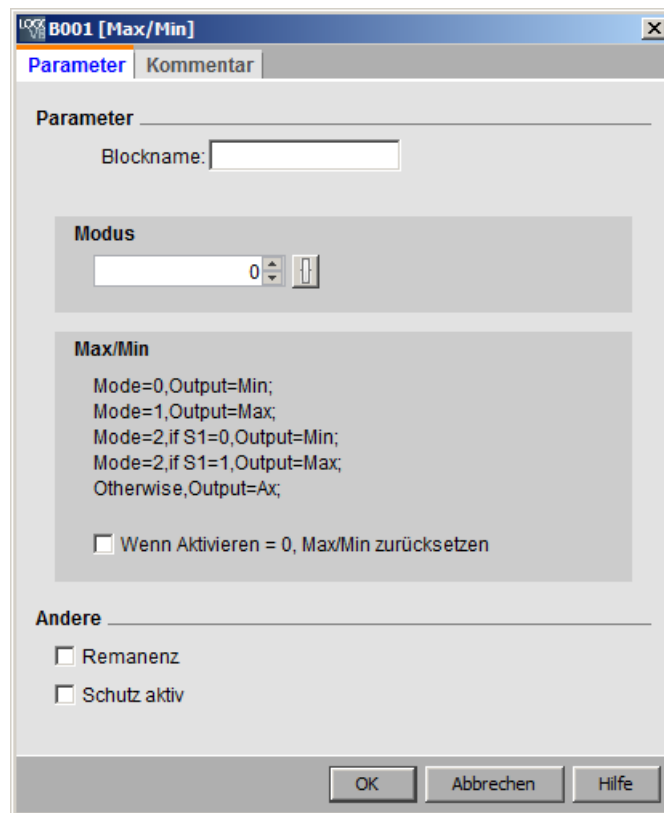 B001 [Max/Min]
Parameter Kommentar
Parameter
Blockname:
Modus
0
Max/Min
Mode=0,Output=Min;
Mode=1,Output=Max;
Mode=2,if S1=0,Output=Min;
Mode=2,if S1=1,Output=Max;
Otherwise,Output=Ax;
Wenn Aktivieren = 0, Max/Min zurücksetzen
Andere
Remanenz
Schutz aktiv
OK Abbrechen Hilfe